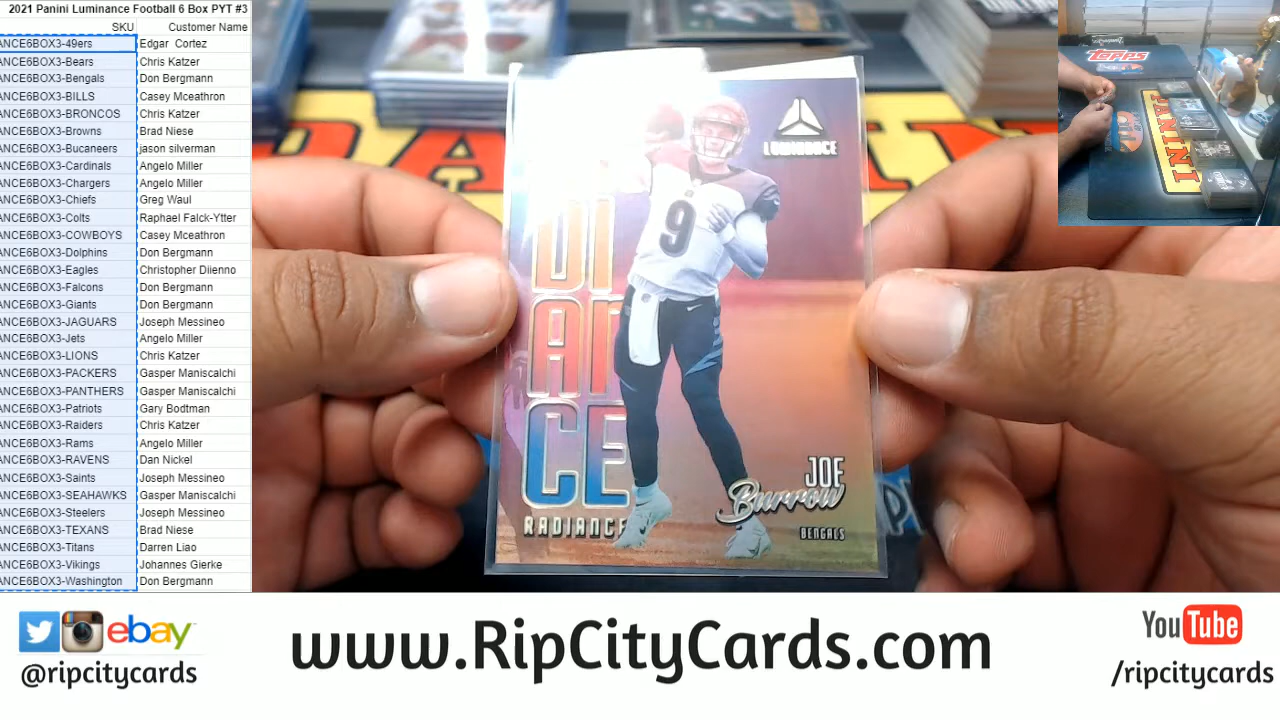 2021 Panini Luminance Football 6 Box PYT #3
SKU Customer Name
ANCE6BOX3-49ers Edgar Cortez
ANCE6BOX3-Bears Chris Katzer
ANCE6BOX3-Bengals Don Bergmann
ANCE6BOX3-BILLS Casey Mceathron
ANCE6BOX3-BRONCOS Chris Katzer
ANCE6BOX3-Browns Brad Niese
ANCE6BOX3-Bucaneers jason silverman
ANCE6BOX3-Cardinals Angelo Miller
ANCE6BOX3-Chargers Angelo Miller
ANCE6BOX3-Chiefs Greg Waul
ANCE6BOX3-Colts Raphael Falck-Ytter
ANCE6BOX3-COWBOYS Casey Mceathron
ANCE6BOX3-Dolphins Don Bergmann
ANCE6BOX3-Eagles Christopher Diienno
ANCE6BOX3-Falcons Don Bergmann
ANCE6BOX3-Giants Don Bergmann
ANCE6BOX3-JAGUARS Joseph Messineo
ANCE6BOX3-Jets Angelo Miller
ANCE6BOX3-LIONS Chris Katzer
ANCE6BOX3-PACKERS Gasper Maniscalchi
ANCE6BOX3-PANTHERS Gasper Maniscalchi
ANCE6BOX3-Patriots Gary Bodtman
ANCE6BOX3-Raiders Chris Katzer
ANCE6BOX3-Rams Angelo Miller
ANCE6BOX3-RAVENS Dan Nickel
ANCE6BOX3-Saints Joseph Messineo
ANCE6BOX3-SEAHAWKS Gasper Maniscalchi
ANCE6BOX3-Steelers Joseph Messineo
ANCE6BOX3-TEXANS Brad Niese
ANCE6BOX3-Titans Darren Liao
ANCE6BOX3-Vikings Johannes Gierke
ANCE6BOX3-Washington Don Bergmann
LUMINANCE
9
CE
RADIANCE
JOE
Burrow
BENGALS
Topps
PANINI
ebay
@ripcitycards
www.RipCityCards.com
YouTube
/ripcitycards